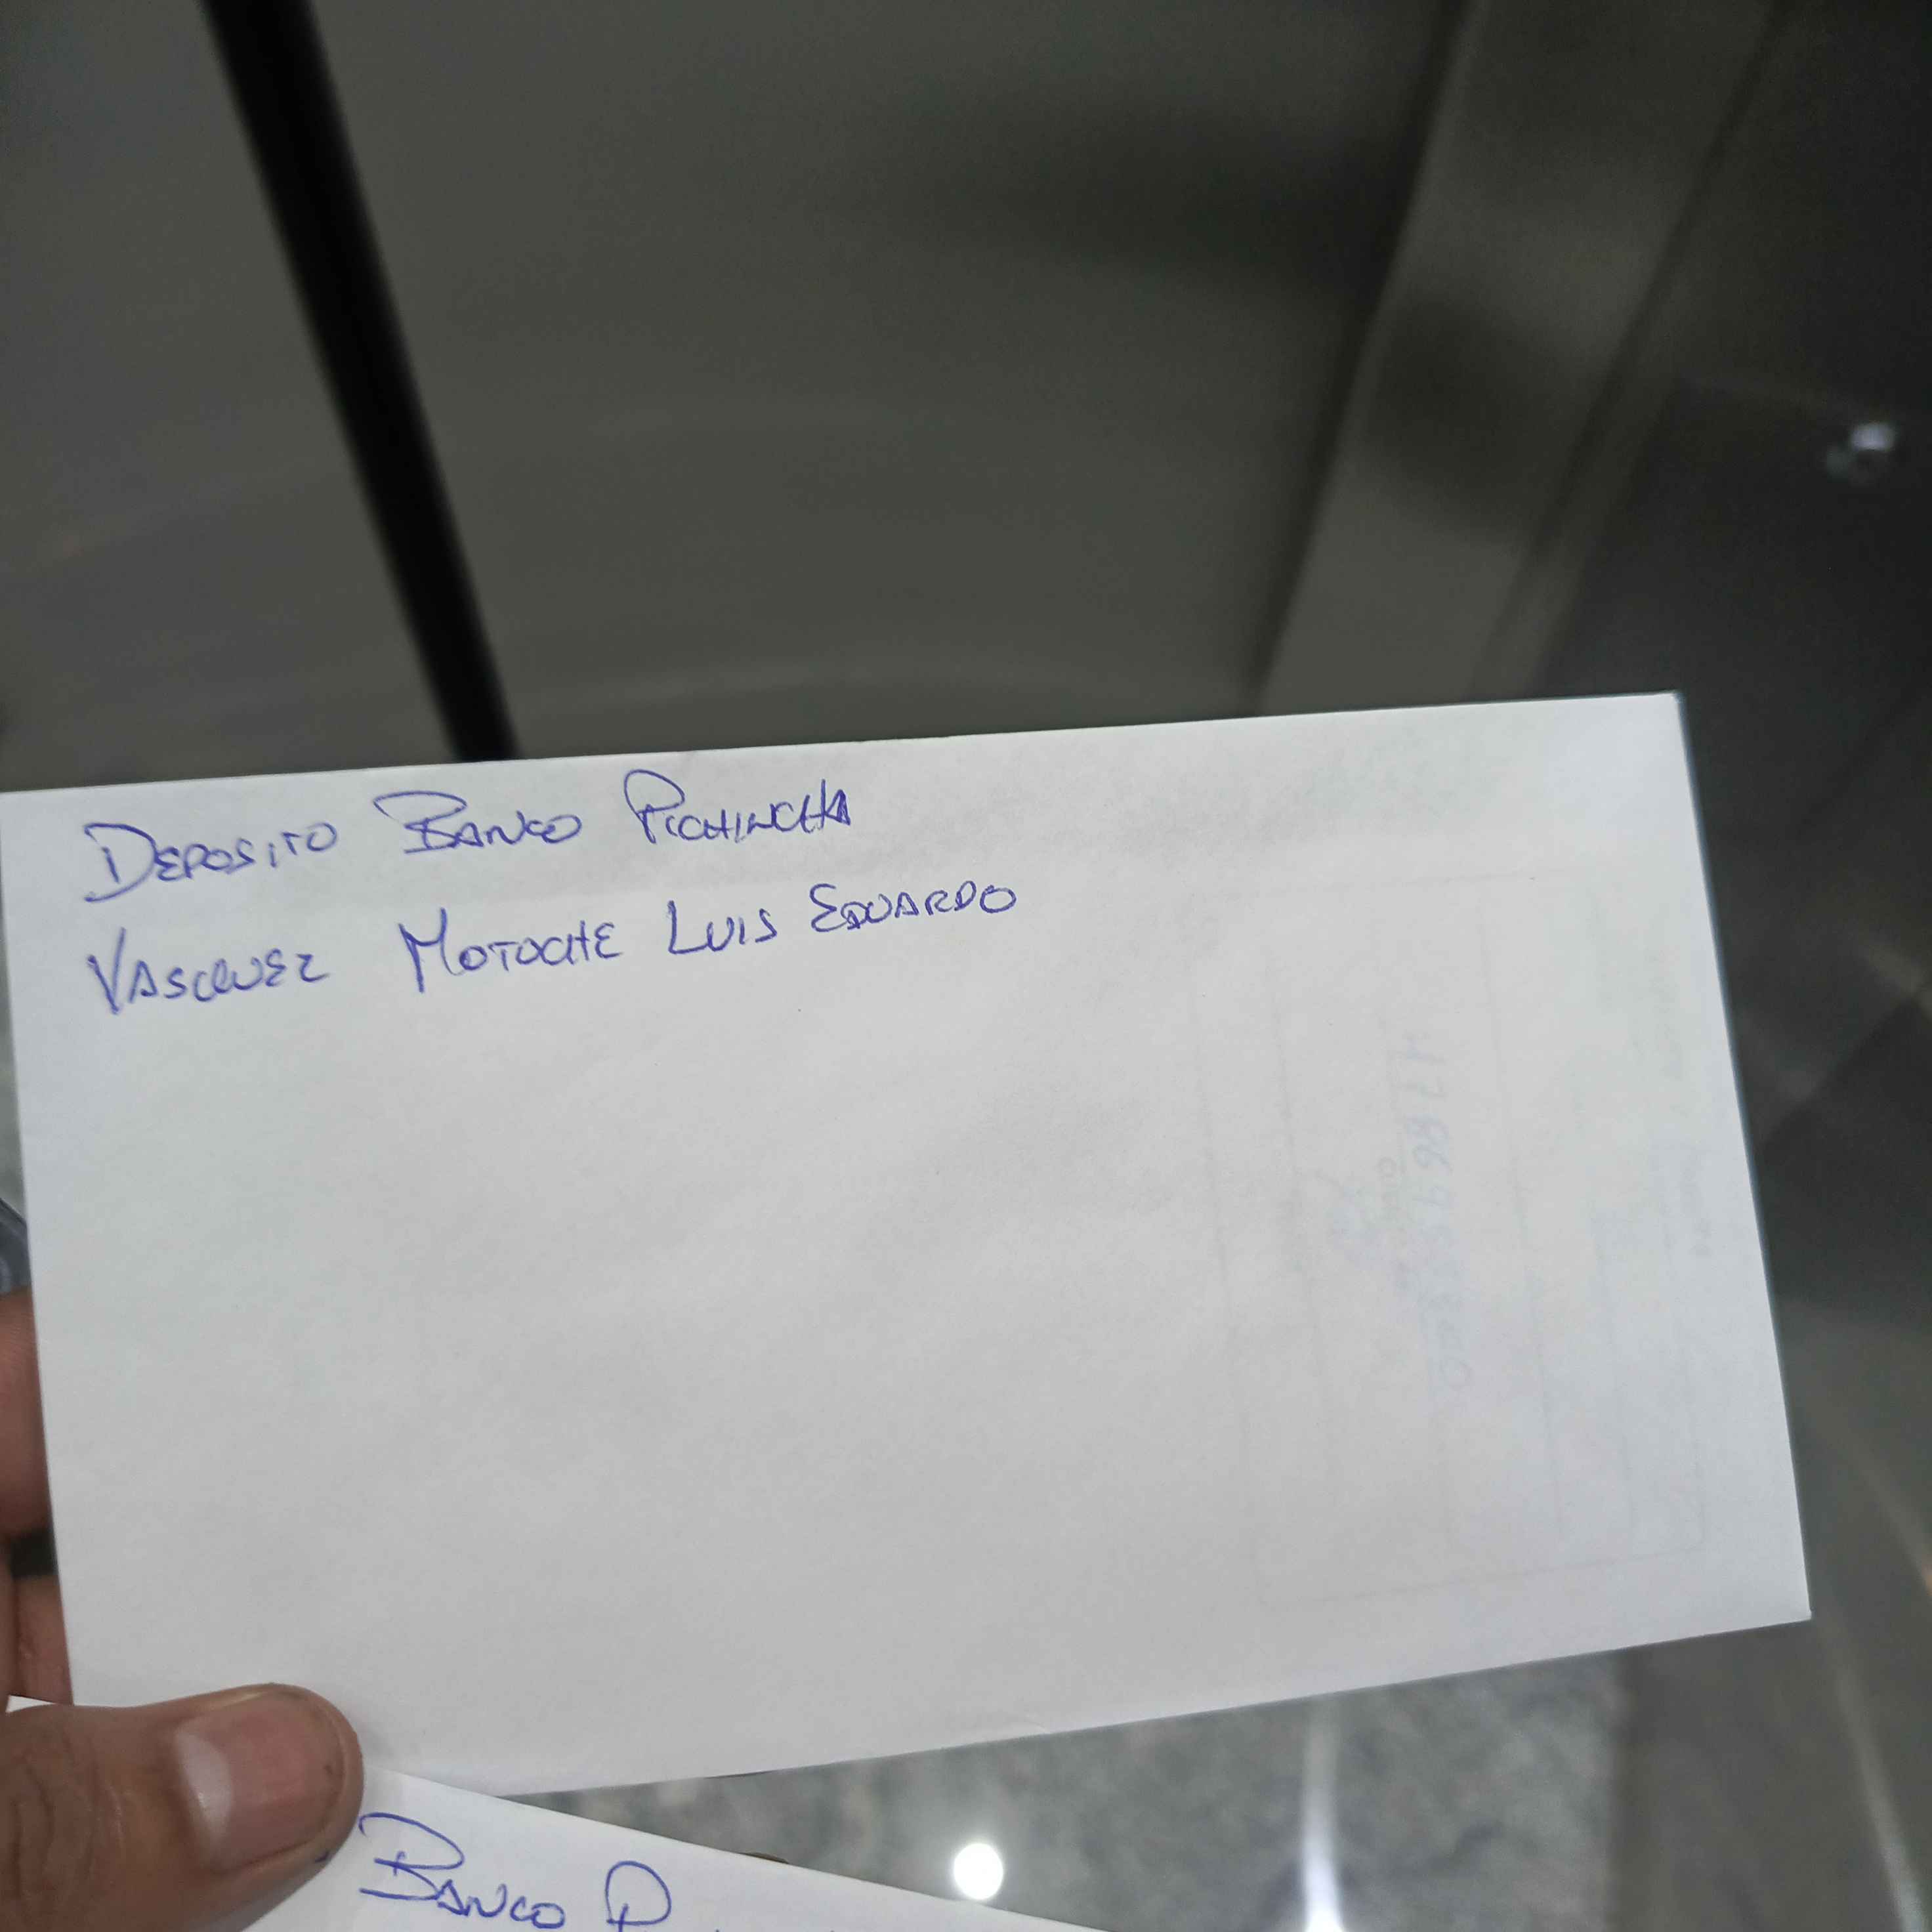 DEPOSITO BANCO PICHINCHA
VASQUEZ MOTOCHE LUIS EDUARDO
BANCO P